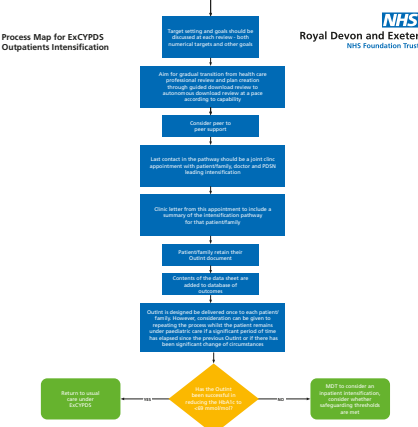 Process Map for ExCYPDS
Outpatients Intensification
NHS
Royal Devon and Exeter
NHS Foundation Trust
Target setting and goals should be
discussed at each review - both
numerical targets and other goals
Aim for gradual transition from health care
professional review and plan creation
through guided download review to
autonomous download review at a pace
according to capability
Consider peer to
peer support
Last contact in the pathway should be a joint clinc
appointment with patient/family, doctor and PDSN
leading intensification
Clinic letter from this appointment to include a
summary of the intensification pathway
for that patient/family
Patient/family retain their
OutInt document
Contents of the data sheet are
added to database of
outcomes
OutInt is designed be delivered once to each patient/
family. However, consideration can be given to
repeating the process whilst the patient remains
under paediatric care if a significant period of time
has elapsed since the previous OutInt or if there has
been significant change of circumstances
Has the OutInt
been successful in
reducing the HbA1c to
<48 mmol/mol?
YES
NO
Return to usual
care under
ExCYPDS
MDT to consider an
inpatient intensification,
consider whether
safeguarding thresholds
are met